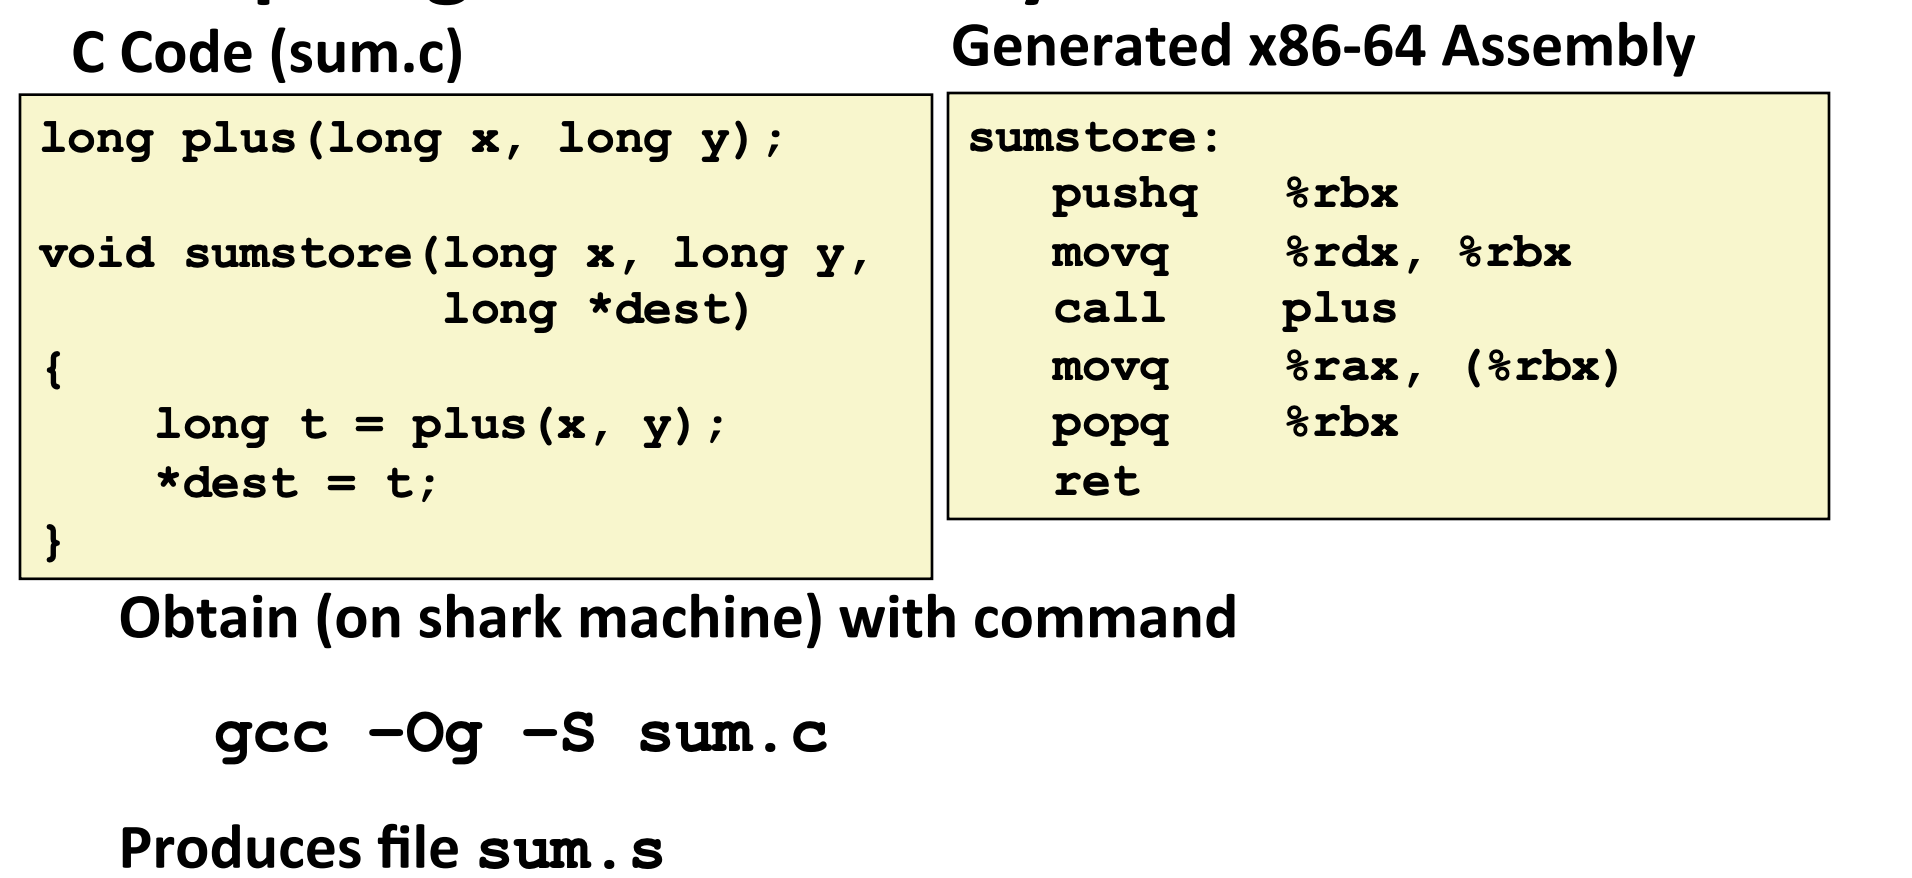 C Code (sum.c)
long plus(long x, long y);
void sumstore(long x, long y,
long *dest)
{
long t = plus(x, y);
*dest = t;
}
Generated x86-64 Assembly
sumstore:
pushq %rbx
movq %rdx, %rbx
call plus
movq %rax, (%rbx)
popq %rbx
ret
Obtain (on shark machine) with command
gcc –Og –S sum.c
Produces file sum.s